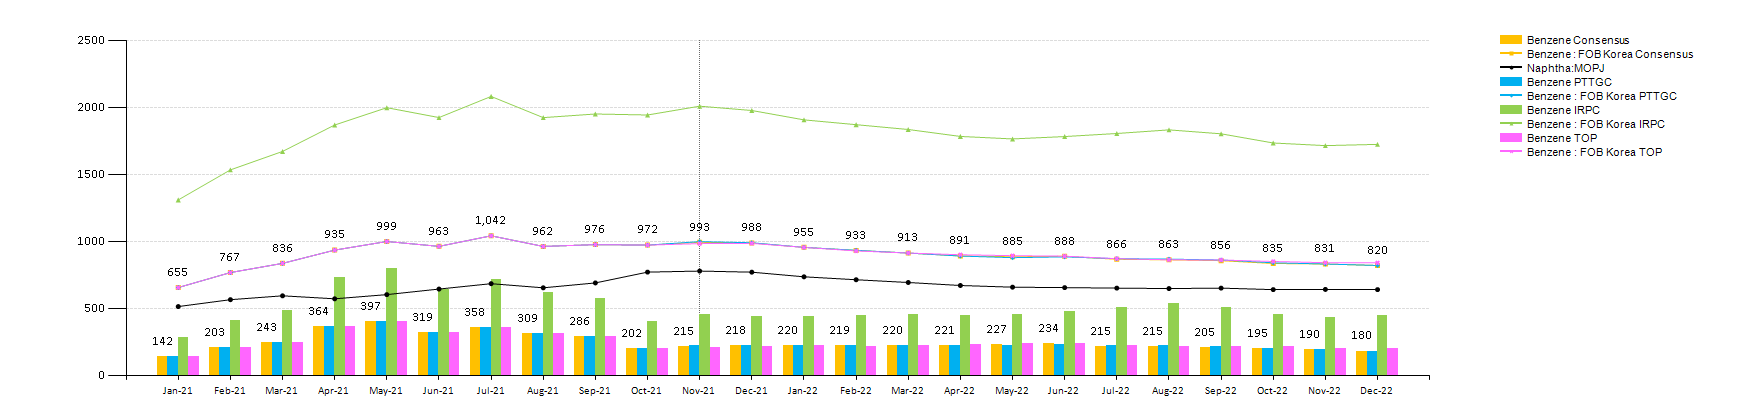 2500
2000
1500
1000
500
0
655 767 836 935 999 963 1,042 962 976 972 993 988 955 933 913 891 885 888 866 863 856 835 831 820
142 203 243 364 397 319 358 309 286 202 215 218 220 219 220 221 227 234 215 215 205 195 190 180
Jan-21 Feb-21 Mar-21 Apr-21 May-21 Jun-21 Jul-21 Aug-21 Sep-21 Oct-21 Nov-21 Dec-21 Jan-22 Feb-22 Mar-22 Apr-22 May-22 Jun-22 Jul-22 Aug-22 Sep-22 Oct-22 Nov-22 Dec-22
Benzene Consensus
Benzene : FOB Korea Consensus
Naphtha:MOPJ
Benzene PTTGC
Benzene : FOB Korea PTTGC
Benzene IRPC
Benzene : FOB Korea IRPC
Benzene TOP
Benzene : FOB Korea TOP